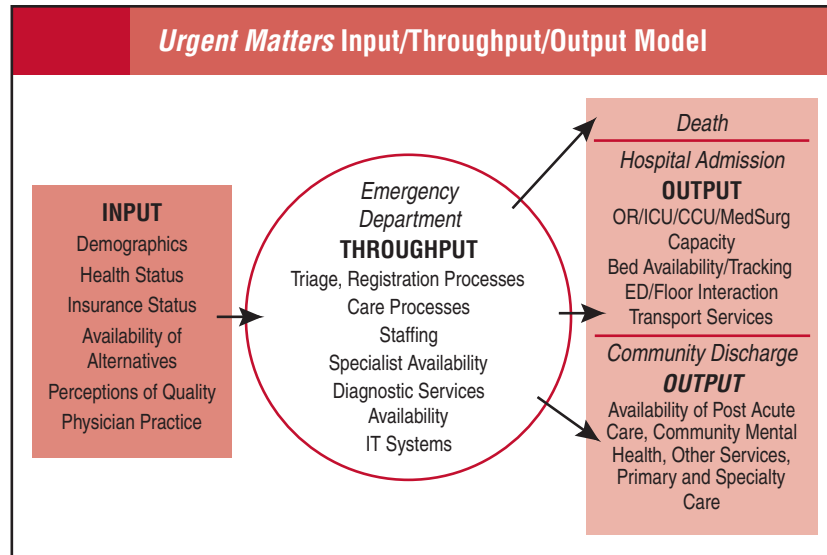 Urgent Matters Input/Throughput/Output Model
INPUT
Demographics
Health Status
Insurance Status
Availability of
Alternatives
Perceptions of Quality
Physician Practice
Emergency
Department
THROUGHPUT
Triage, Registration Processes
Care Processes
Staffing
Specialist Availability
Diagnostic Services
Availability
IT Systems
Death
Hospital Admission
OUTPUT
OR/ICU/CCU/MedSurg
Capacity
Bed Availability/Tracking
ED/Floor Interaction
Transport Services
Community Discharge
OUTPUT
Availability of Post Acute
Care, Community Mental
Health, Other Services,
Primary and Specialty
Care